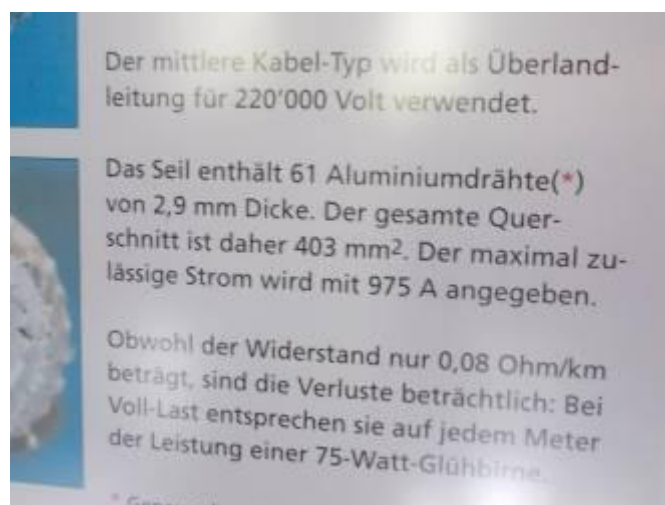 Der mittlere Kabel-Typ wird als Überland-
leitung für 220'000 Volt verwendet.
Das Seil enthält 61 Aluminiumdrähte(*)
von 2,9 mm Dicke. Der gesamte Quer-
schnitt ist daher 403 mm². Der maximal zu-
lässige Strom wird mit 975 A angegeben.
Obwohl der Widerstand nur 0,08 Ohm/km
beträgt, sind die Verluste beträchtlich: Bei
Voll-Last entsprechen sie auf jedem Meter
der Leistung einer 75-Watt-Glühbirne.
*